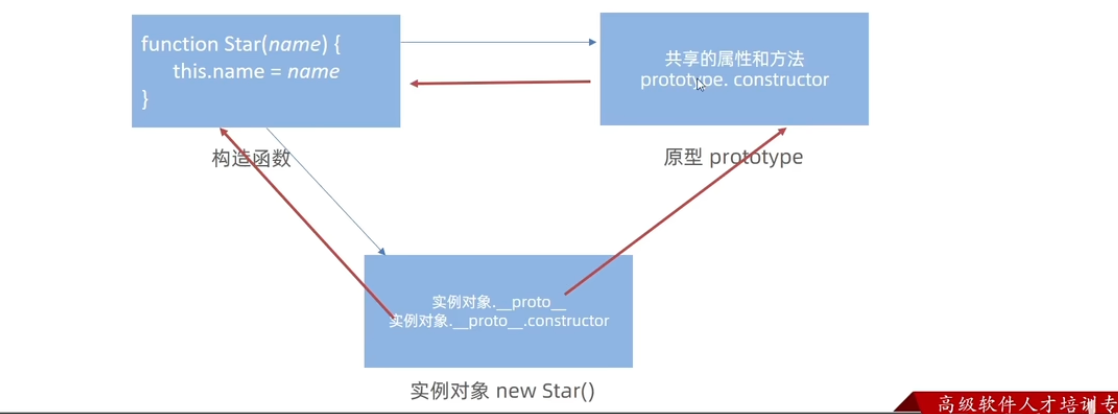 function Star(name) {
this.name = name
}
共享的属性和方法
prototype. constructor
构造函数
原型 prototype
实例对象.__proto__
实例对象.__proto__.constructor
实例对象 new Star()
高级软件人才培训专